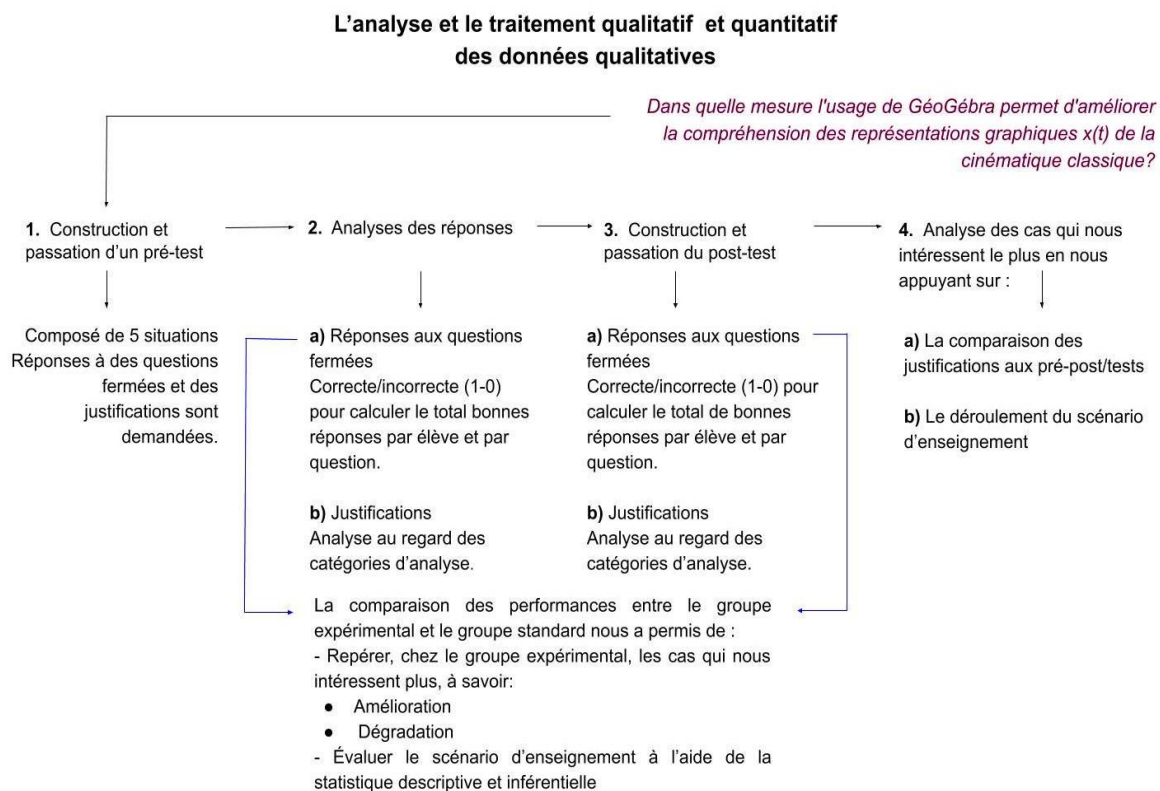 L’analyse et le traitement qualitatif et quantitatif
des données qualitatives
Dans quelle mesure l'usage de GéoGébra permet d'améliorer
la compréhension des représentations graphiques x(t) de la
cinématique classique?
1. Construction et
passation d’un pré-test
2. Analyses des réponses
3. Construction et
passation du post-test
4. Analyse des cas qui nous
intéressent le plus en nous
appuyant sur :
Composé de 5 situations
Réponses à des questions
fermées et des
justifications sont
demandées.
a) Réponses aux questions
fermées
Correcte/incorrecte (1-0)
pour calculer le total bonnes
réponses par élève et par
question.
b) Justifications
Analyse au regard des
catégories d’analyse.
a) Réponses aux questions
fermées
Correcte/incorrecte (1-0) pour
calculer le total de bonnes
réponses par élève et par
question.
b) Justifications
Analyse au regard des
catégories d’analyse.
a) La comparaison des
justifications aux pré-post/tests
b) Le déroulement du scénario
d’enseignement
La comparaison des performances entre le groupe
expérimental et le groupe standard nous a permis de :
- Repérer, chez le groupe expérimental, les cas qui nous
intéressent plus, à savoir:
● Amélioration
● Dégradation
- Évaluer le scénario d’enseignement à l’aide de la
statistique descriptive et inférentielle